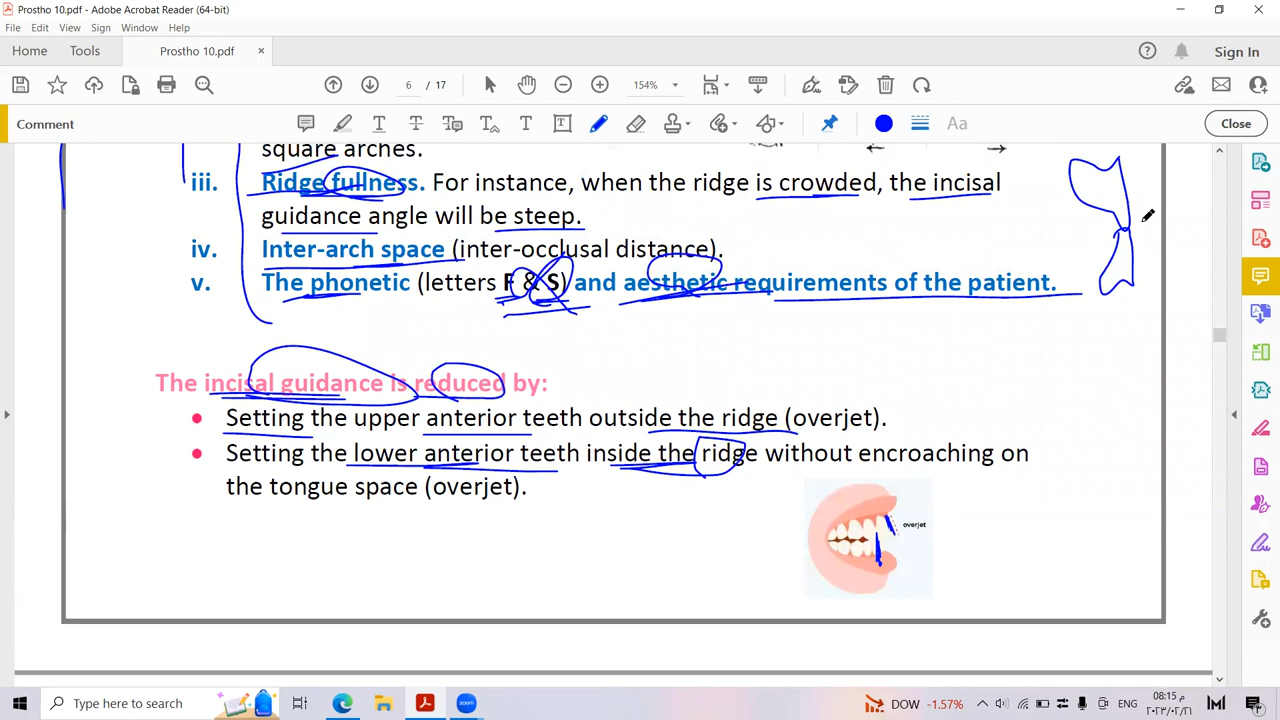 Prostho 10.pdf - Adobe Acrobat Reader (64-bit)
File Edit View Sign Window Help
Home Tools Prostho 10.pdf × Sign In
6 / 17 154%
Comment Aa Close
square arches.
iii. Ridge fullness. For instance, when the ridge is crowded, the incisal
guidance angle will be steep.
iv. Inter-arch space (inter-occlusal distance).
v. The phonetic (letters F & S) and aesthetic requirements of the patient.
The incisal guidance is reduced by:
• Setting the upper anterior teeth outside the ridge (overjet).
• Setting the lower anterior teeth inside the ridge without encroaching on
the tongue space (overjet).
overjet
Type here to search DOW -1.57% 08:15 م
٢٠٢٣/٠٢/٢١